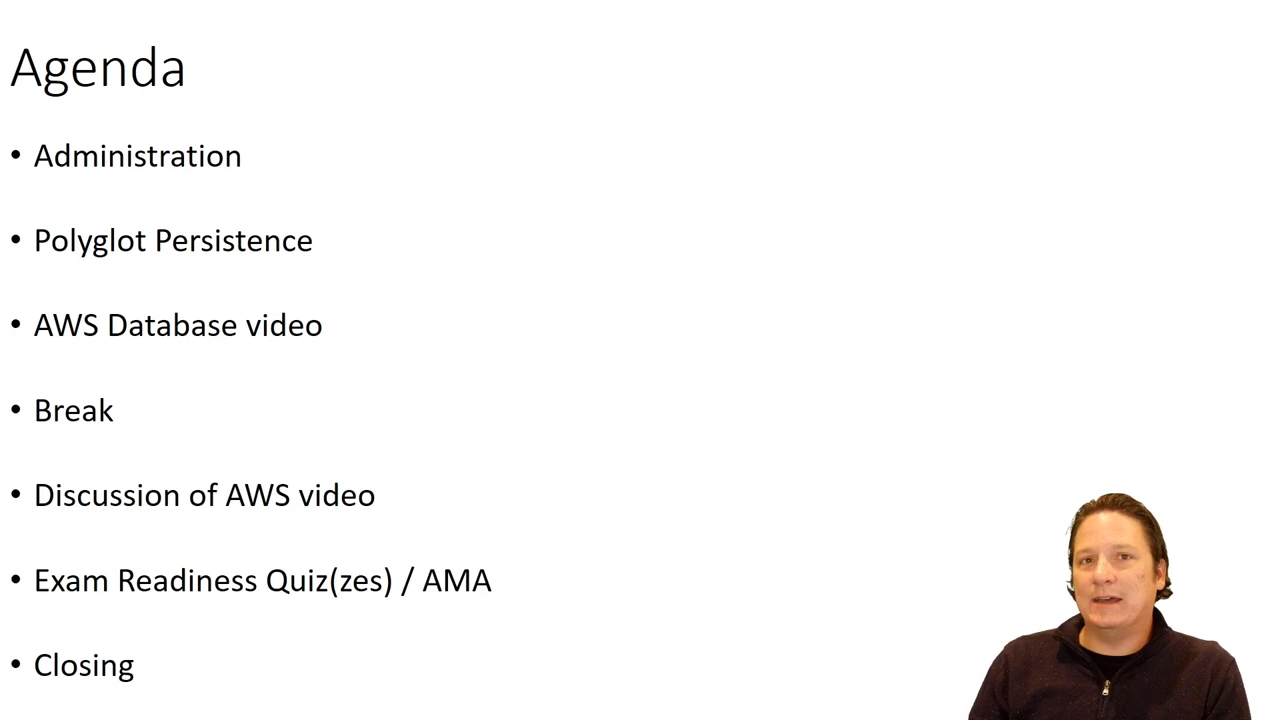 Agenda
• Administration
• Polyglot Persistence
• AWS Database video
• Break
• Discussion of AWS video
• Exam Readiness Quiz(zes) / AMA
• Closing